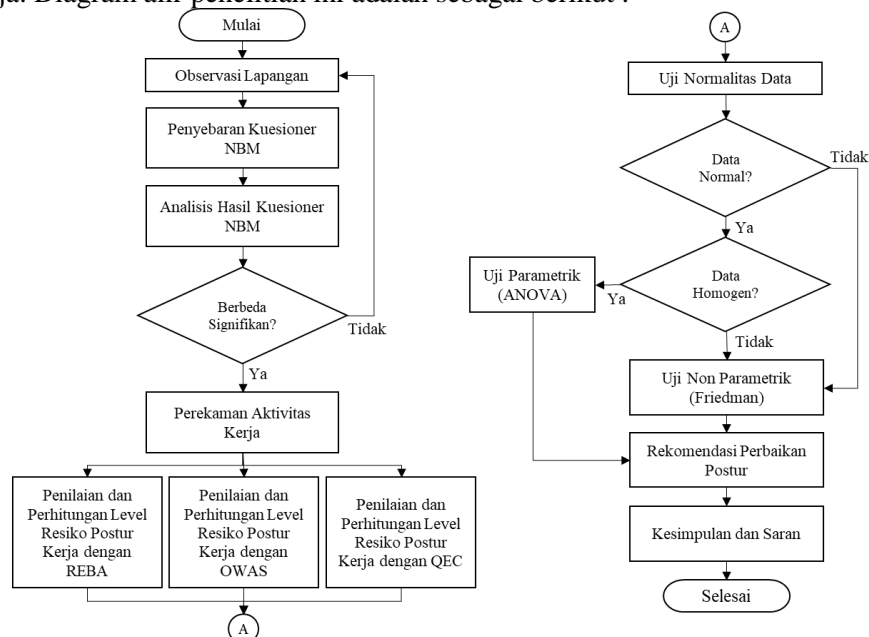 ja. Diagram alir penelitian ini adalah sebagai berikut :
Mulai
Observasi Lapangan
Penyebaran Kuesioner
NBM
Analisis Hasil Kuesioner
NBM
Berbeda
Signifikan?
Tidak
Ya
Perekaman Aktivitas
Kerja
Penilaian dan
Perhitungan Level
Resiko Postur
Kerja dengan
REBA
Penilaian dan
Perhitungan Level
Resiko Postur
Kerja dengan
OWAS
Penilaian dan
Perhitungan Level
Resiko Postur
Kerja dengan QEC
A
A
Uji Normalitas Data
Data
Normal?
Tidak
Ya
Data
Homogen?
Ya
Uji Parametrik
(ANOVA)
Tidak
Uji Non Parametrik
(Friedman)
Rekomendasi Perbaikan
Postur
Kesimpulan dan Saran
Selesai